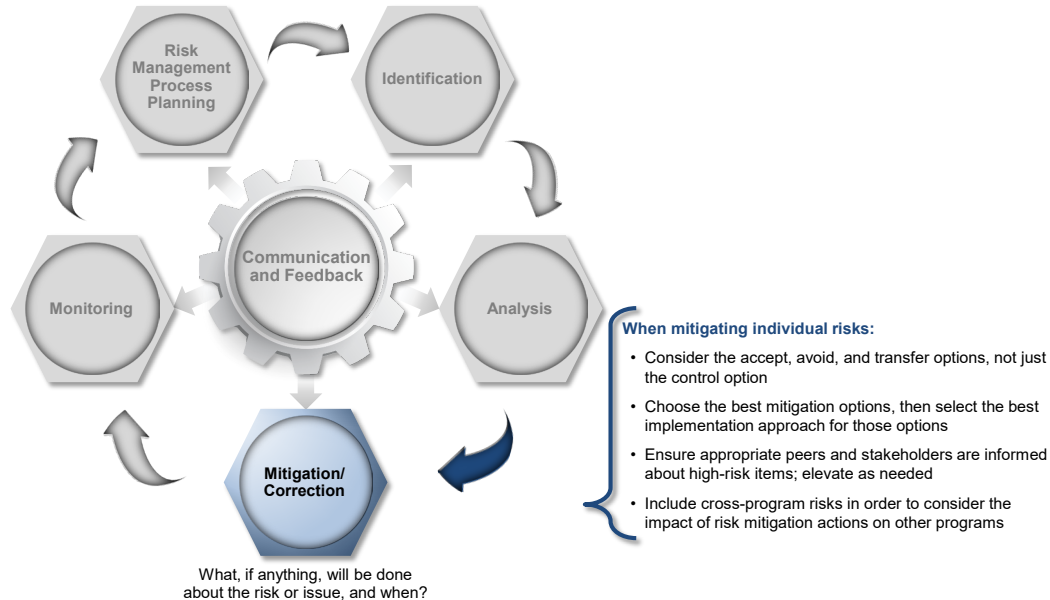 Risk
Management
Process
Planning
Identification
Communication
and Feedback
Monitoring
Analysis
When mitigating individual risks:
• Consider the accept, avoid, and transfer options, not just
the control option
• Choose the best mitigation options, then select the best
implementation approach for those options
• Ensure appropriate peers and stakeholders are informed
about high-risk items; elevate as needed
• Include cross-program risks in order to consider the
impact of risk mitigation actions on other programs
Mitigation/
Correction
What, if anything, will be done
about the risk or issue, and when?